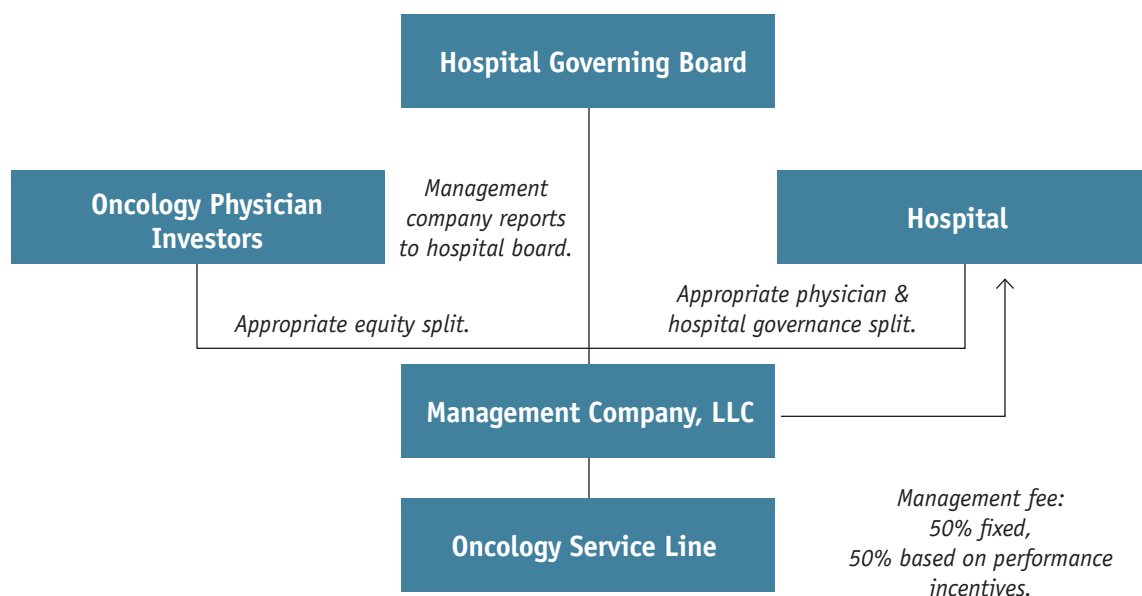 Hospital Governing Board
Oncology Physician
Investors
Management
company reports
to hospital board.
Hospital
Appropriate equity split.
Appropriate physician &
hospital governance split.
Management Company, LLC
Oncology Service Line
Management fee:
50% fixed,
50% based on performance
incentives.